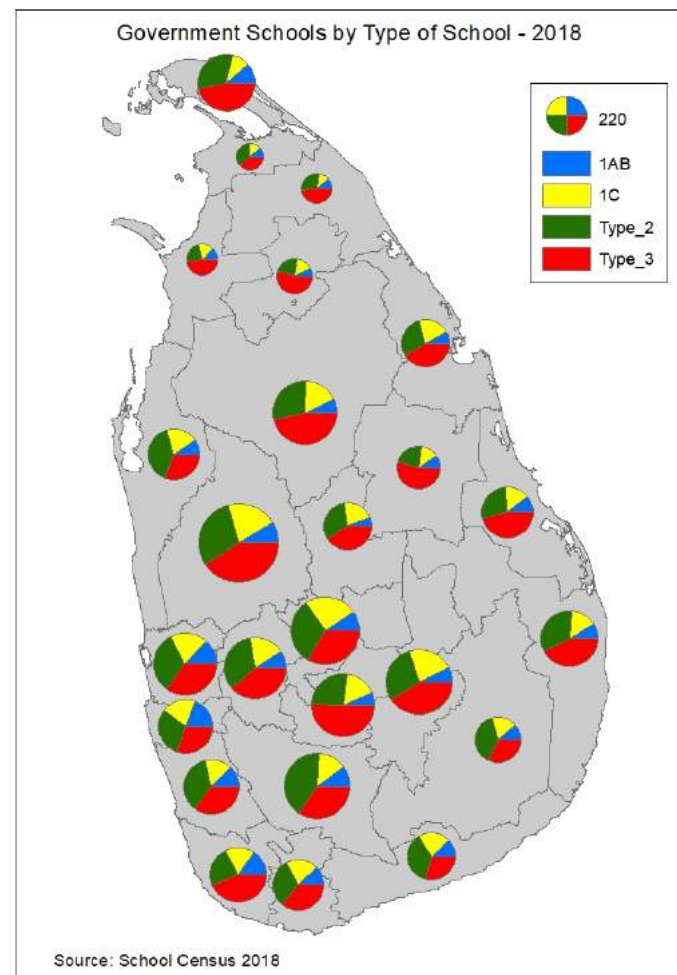 Government Schools by Type of School - 2018
220
1AB
1C
Type_2
Type_3
Source: School Census 2018